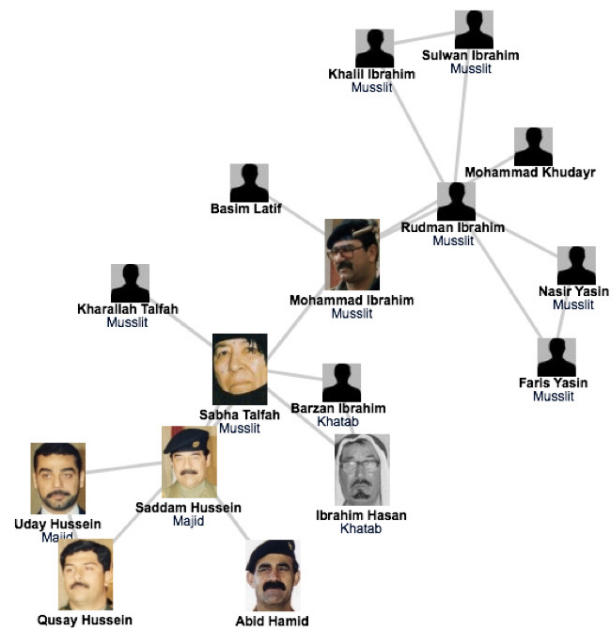 Sulwan Ibrahim
Musslit
Khalil Ibrahim
Musslit
Mohammad Khudayr
Basim Latif
Rudman Ibrahim
Musslit
Mohammad Ibrahim
Musslit
Nasir Yasin
Musslit
Kharallah Talfah
Musslit
Faris Yasin
Musslit
Sabha Talfah
Musslit
Barzan Ibrahim
Khatab
Saddam Hussein
Majid
Ibrahim Hasan
Khatab
Uday Hussein
Majid
Qusay Hussein
Abid Hamid